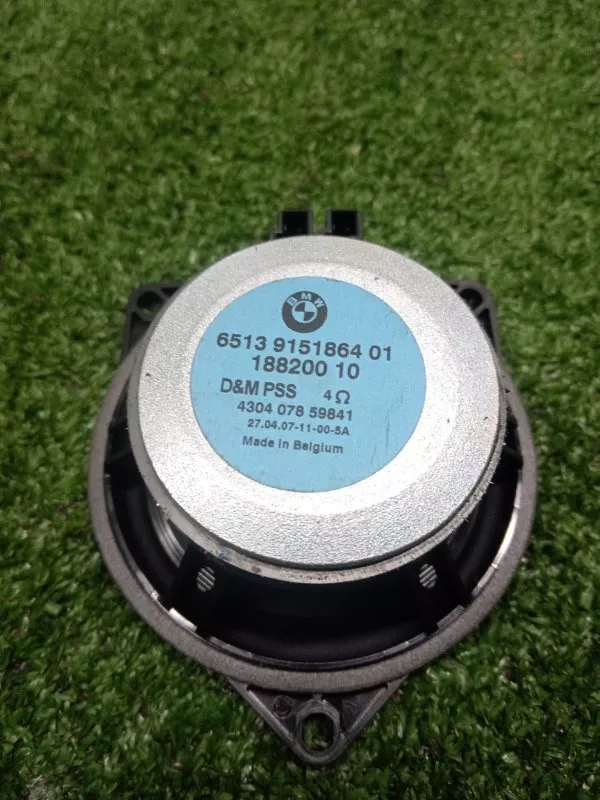 BMW
6513 9151864 01
188200 10
D&M PSS 4Ω
4304 078 59841
27.04.07-11-00-5A
Made in Belgium